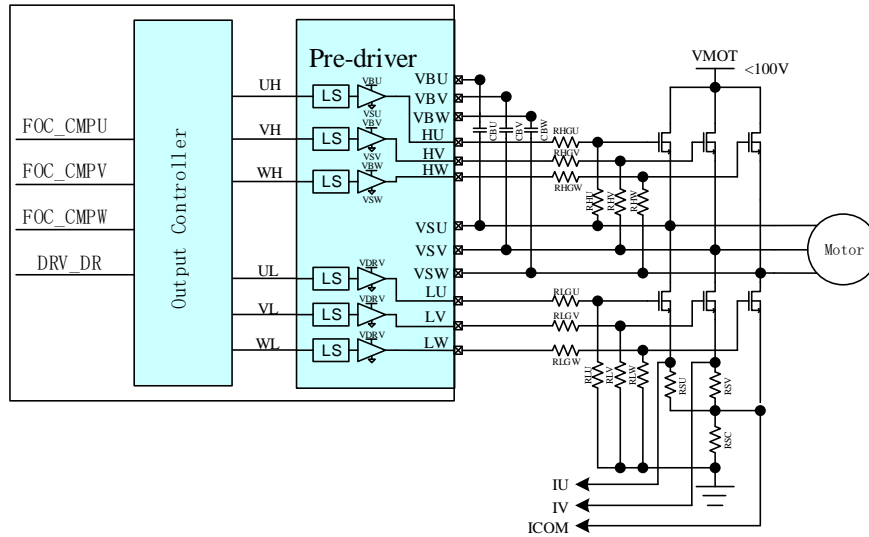 VMOT
<100V
Pre-driver
VBU
VBV
VBW
HU
HV
HW
CBU
CBV
CBW
RHGU
RHGV
RHGW
RHU
RHV
RHW
UH
LS
VBU
VSU
VH
LS
VBV
VSV
WH
LS
VBW
VSW
FOC_CMPU
FOC_CMPV
FOC_CMPW
DRV_DR
Output Controller
VSU
VSV
VSW
Motor
UL
LS
VDRV
VL
LS
VDRV
WL
LS
VDRV
LU
LV
LW
RLGU
RLGV
RLGW
RLU
RLV
RLW
RSU
RSV
RSC
IU
IV
ICOM